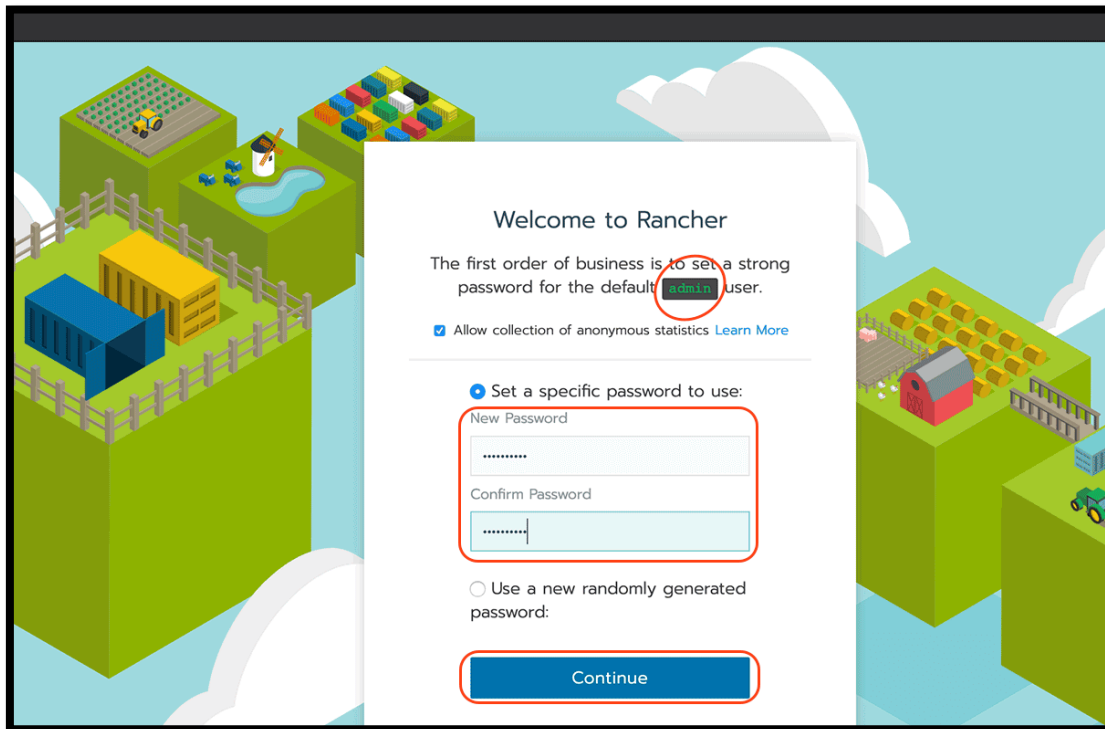 Welcome to Rancher
The first order of business is to set a strong
password for the default admin user.
Allow collection of anonymous statistics Learn More
Set a specific password to use:
New Password
••••••••••
Confirm Password
••••••••••
Use a new randomly generated
password:
Continue